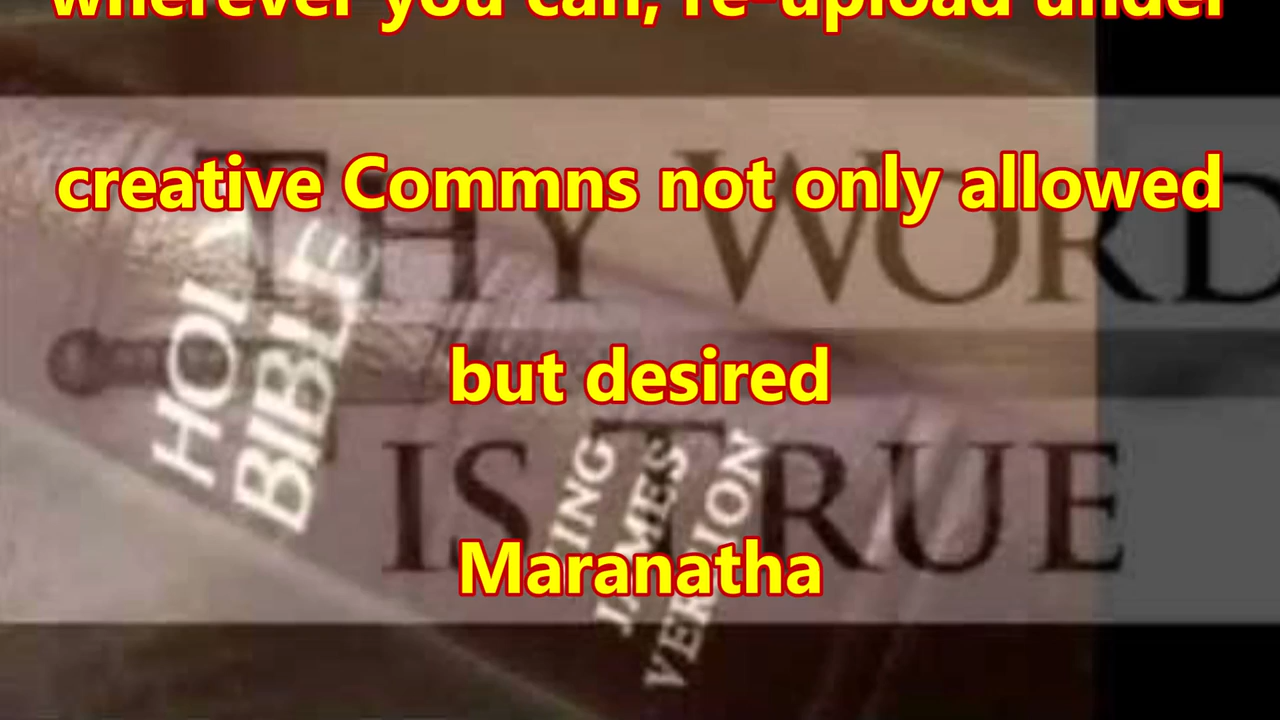 wherever you can, re-upload under
creative Commns not only allowed
but desired
Maranatha
THY WORD
IS TRUE
HOLY
BIBLE
KING
JAMES
VERSION